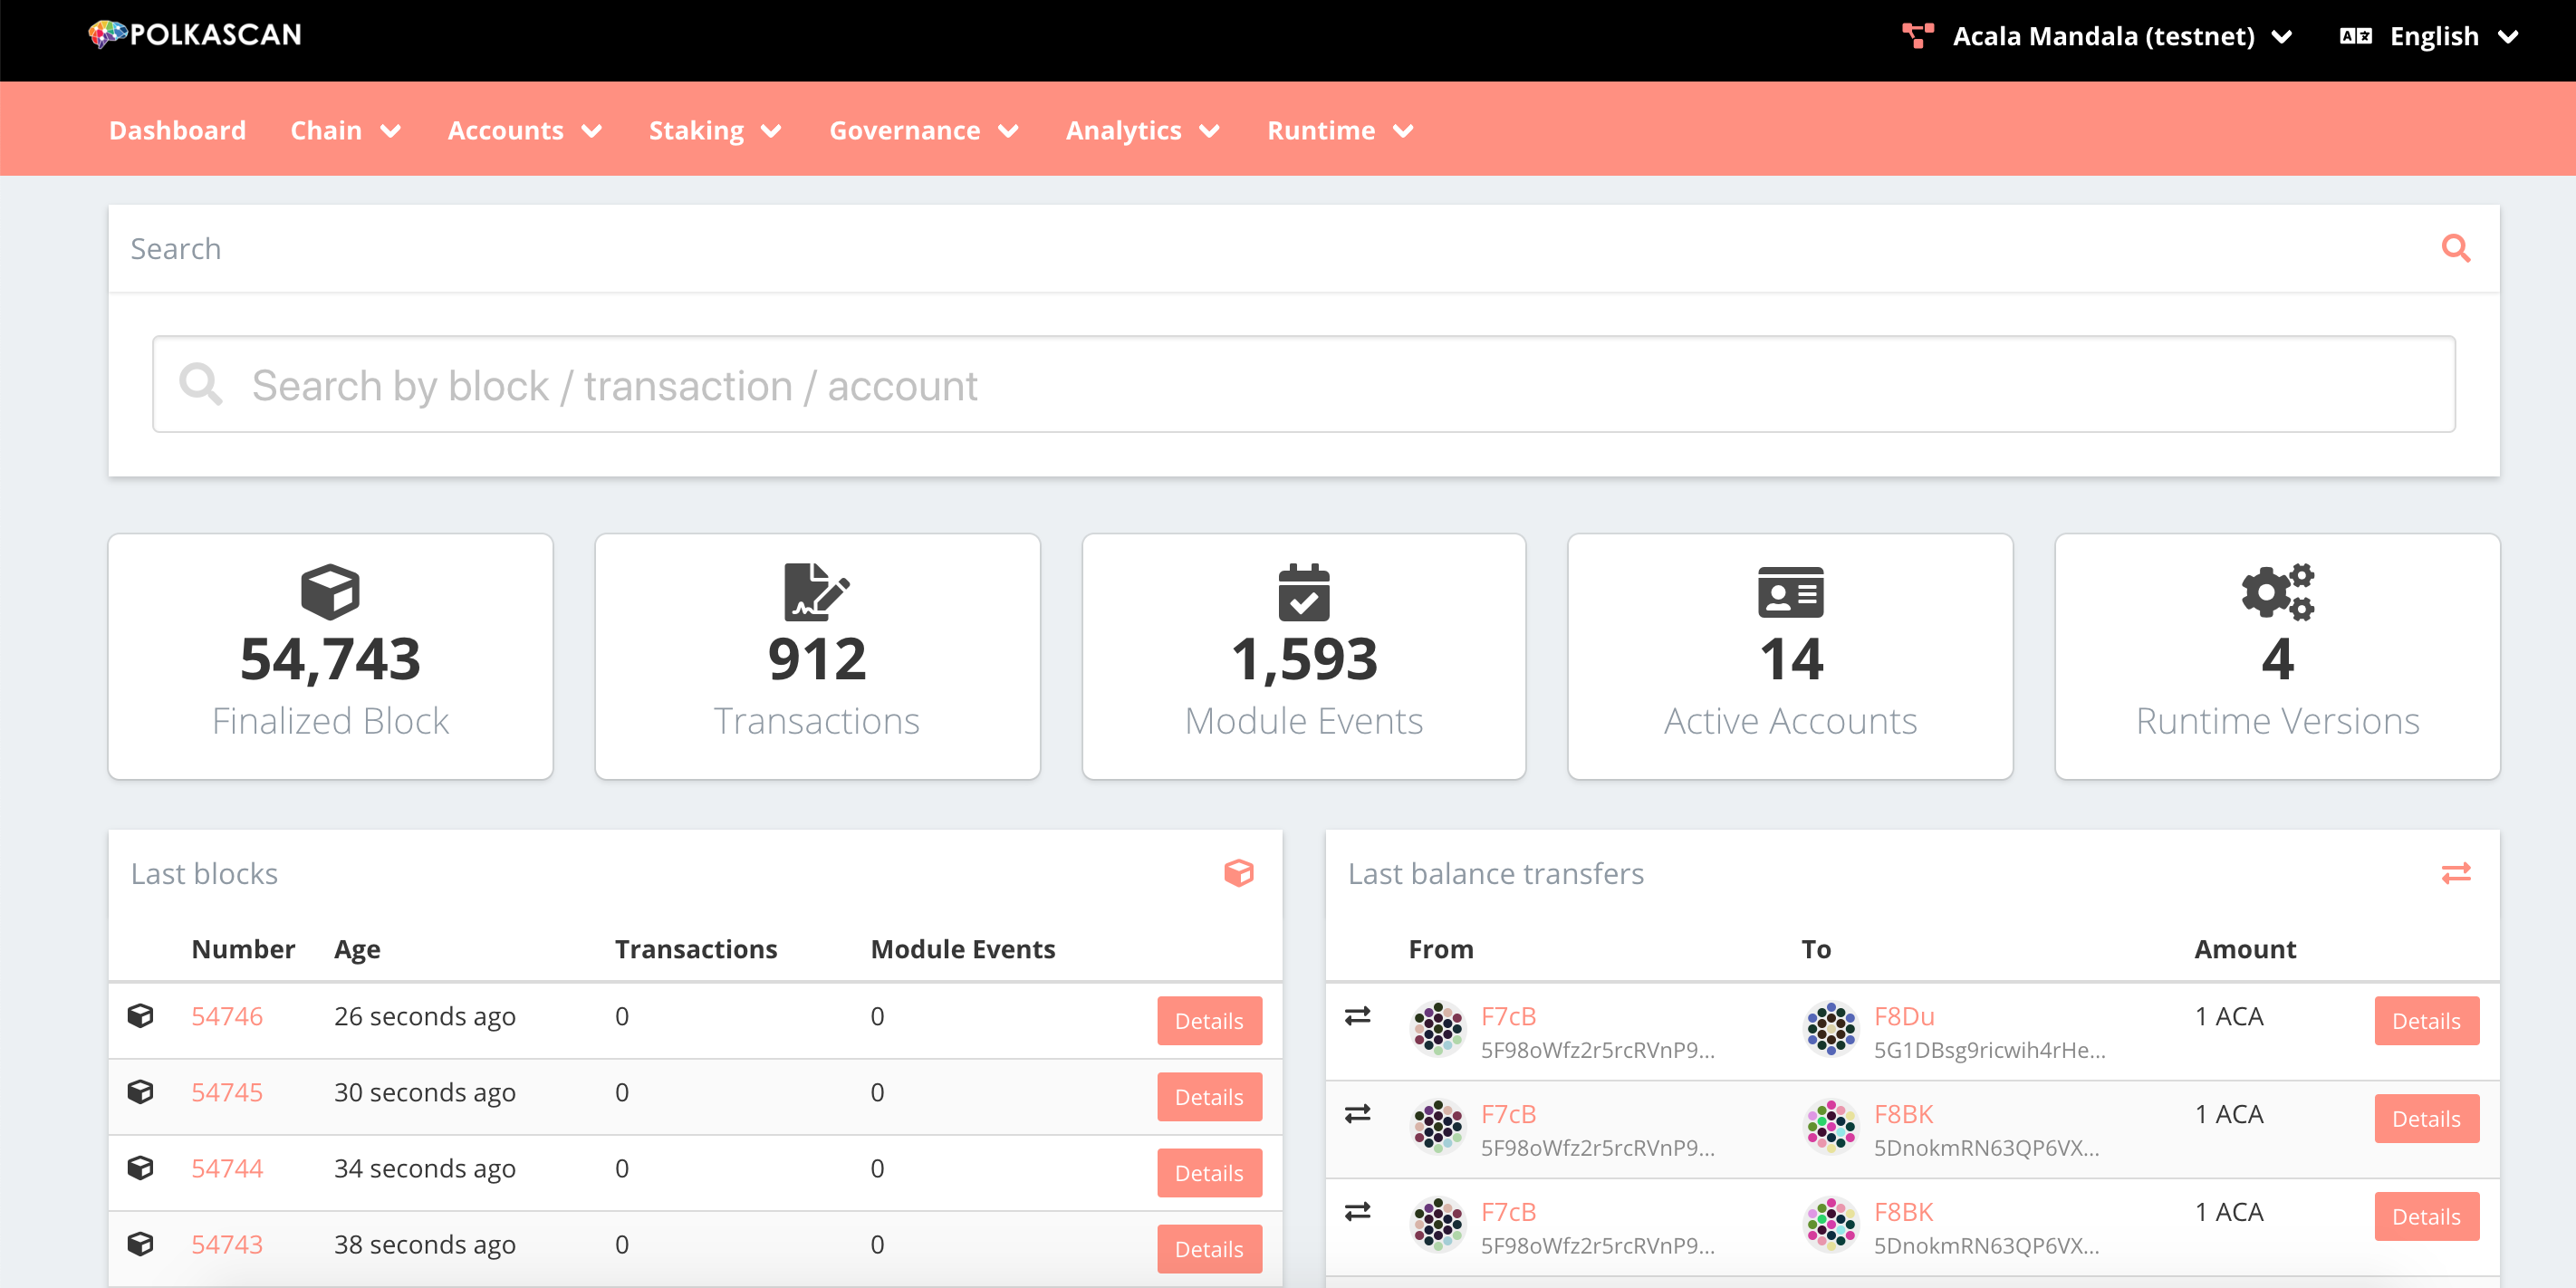 POLKASCAN
Acala Mandala (testnet) English
Dashboard Chain Accounts Staking Governance Analytics Runtime
Search
Search by block / transaction / account
54,743
Finalized Block
912
Transactions
1,593
Module Events
14
Active Accounts
4
Runtime Versions
Last blocks
Number Age Transactions Module Events
54746 26 seconds ago 0 0 Details
54745 30 seconds ago 0 0 Details
54744 34 seconds ago 0 0 Details
54743 38 seconds ago 0 0 Details
Last balance transfers
From To Amount
F7cB F8Du 1 ACA Details
5F98oWfz2r5rcRVnP9... 5G1DBsg9ricwih4rHe...
F7cB F8BK 1 ACA Details
5F98oWfz2r5rcRVnP9... 5DnokmRN63QP6VX...
F7cB F8BK 1 ACA Details
5F98oWfz2r5rcRVnP9... 5DnokmRN63QP6VX...